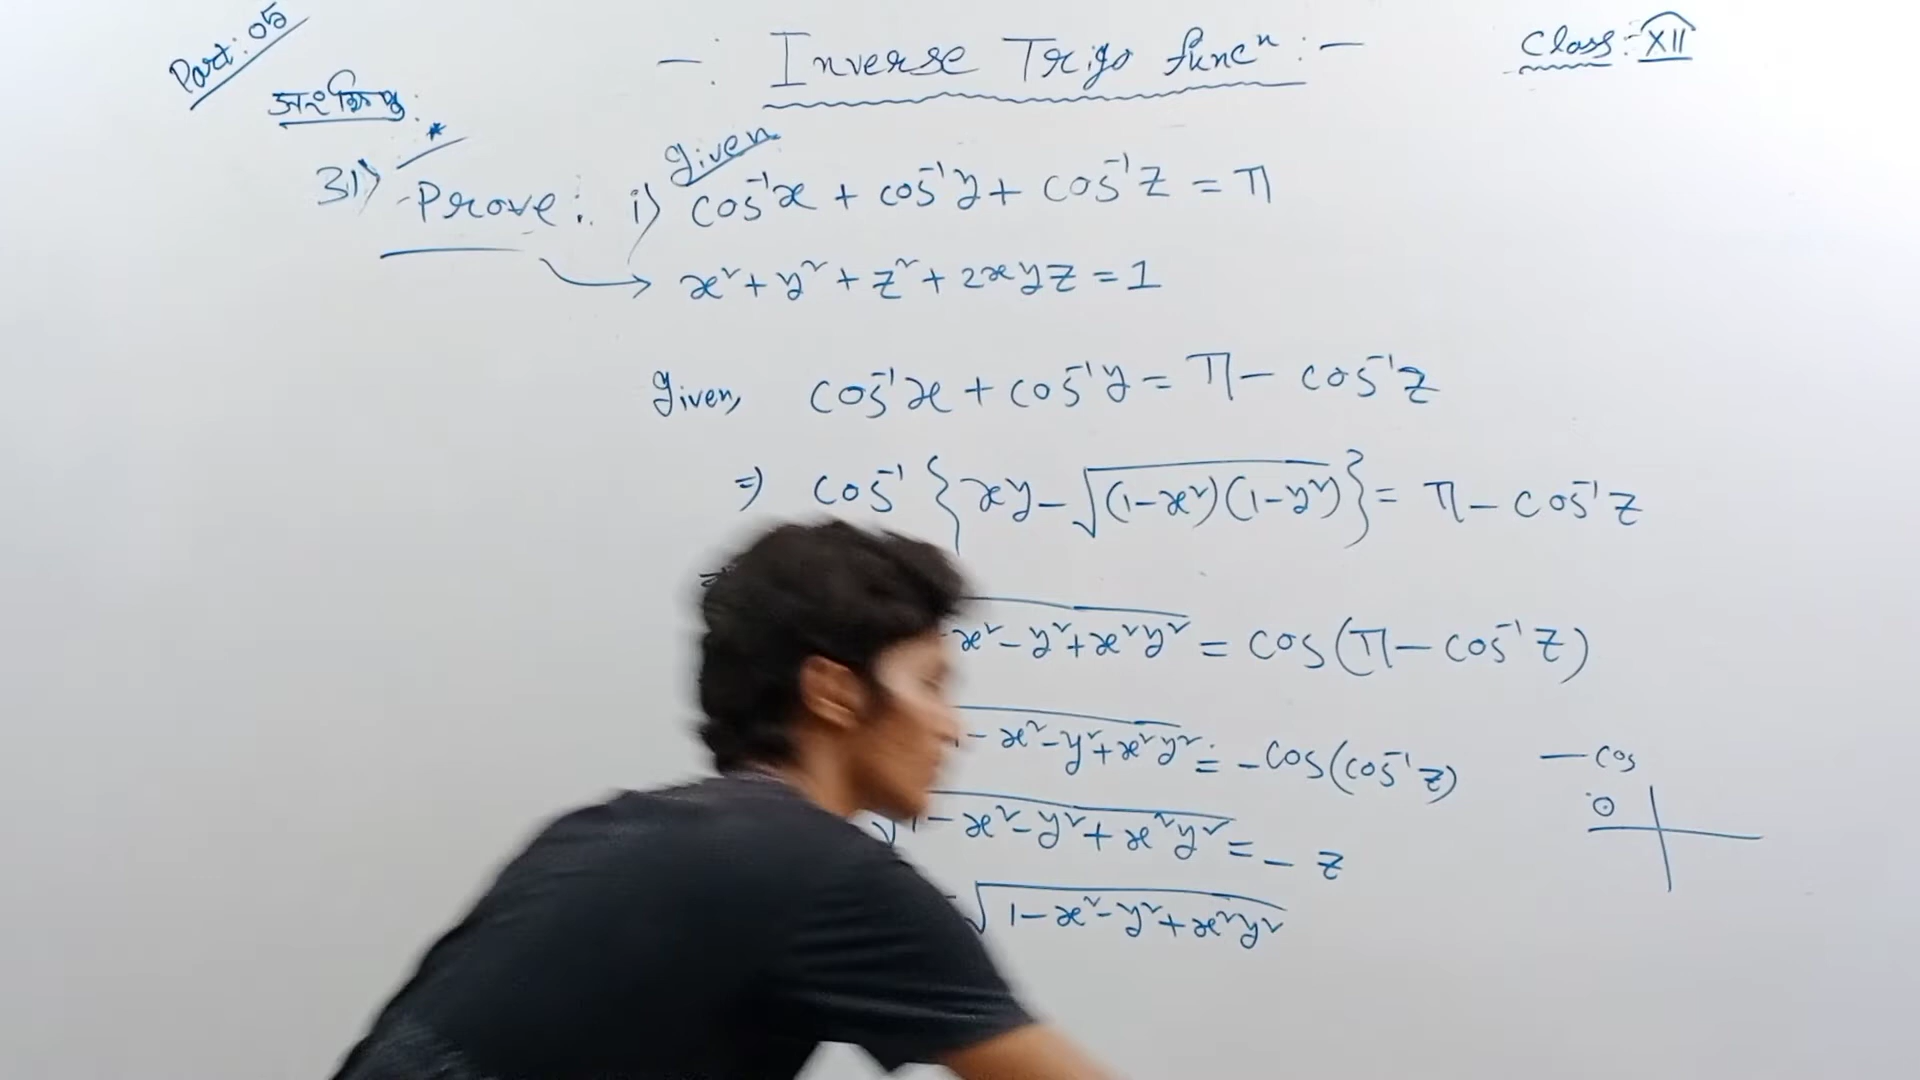 Part: 05
-: Inverse Trigo funcⁿ :-
Class:- XII
অংকিপু:
*
31) Prove: i) given cos⁻¹x + cos⁻¹y + cos⁻¹z = π
→ x² + y² + z² + 2xyz = 1
given, cos⁻¹x + cos⁻¹y = π - cos⁻¹z
⇒ cos⁻¹ {xy - √(1-x²)(1-y²)} = π - cos⁻¹z
x² - y² + x²y² = cos(π - cos⁻¹z)
- x² - y² + x²y² = -cos(cos⁻¹z)
√1 - x² - y² + x²y² = - z
√1 - x² - y² + x²y²
- cos